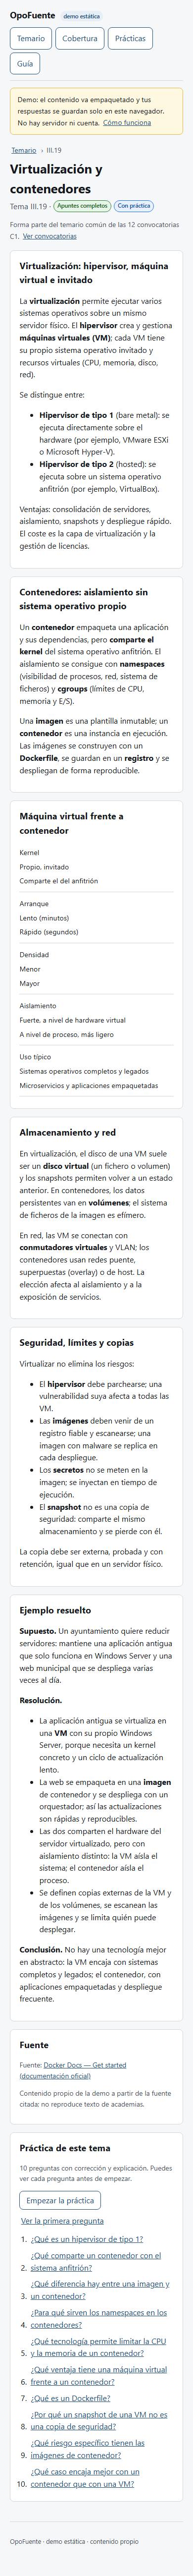 OpoFuente demo estática
Temario Cobertura Prácticas
Guía
Demo: el contenido va empaquetado y tus
respuestas se guardan solo en este navegador.
No hay servidor ni cuenta. Cómo funciona
Temario › III.19
Virtualización y
contenedores
Tema III.19 · Apuntes completos Con práctica
Forma parte del temario común de las 12 convocatorias
C1. Ver convocatorias
Virtualización: hipervisor, máquina
virtual e invitado
La virtualización permite ejecutar varios
sistemas operativos sobre un mismo
servidor físico. El hipervisor crea y gestiona
máquinas virtuales (VM); cada VM tiene
su propio sistema operativo invitado y
recursos virtuales (CPU, memoria, disco,
red).
Se distingue entre:
• Hipervisor de tipo 1 (bare metal): se
ejecuta directamente sobre el
hardware (por ejemplo, VMware ESXi
o Microsoft Hyper-V).
• Hipervisor de tipo 2 (hosted): se
ejecuta sobre un sistema operativo
anfitrión (por ejemplo, VirtualBox).
Ventajas: consolidación de servidores,
aislamiento, snapshots y despliegue rápido.
El coste es la capa de virtualización y la
gestión de licencias.
Contenedores: aislamiento sin
sistema operativo propio
Un contenedor empaqueta una aplicación
y sus dependencias, pero comparte el
kernel del sistema operativo anfitrión. El
aislamiento se consigue con namespaces
(visibilidad de procesos, red, sistema de
ficheros) y cgroups (límites de CPU,
memoria y E/S).
Una imagen es una plantilla inmutable; un
contenedor es una instancia en ejecución.
Las imágenes se construyen con un
Dockerfile, se guardan en un registro y se
despliegan de forma reproducible.
Máquina virtual frente a
contenedor
Kernel
Propio, invitado
Comparte el del anfitrión
Arranque
Lento (minutos)
Rápido (segundos)
Densidad
Menor
Mayor
Aislamiento
Fuerte, a nivel de hardware virtual
A nivel de proceso, más ligero
Uso típico
Sistemas operativos completos y legados
Microservicios y aplicaciones empaquetadas
Almacenamiento y red
En virtualización, el disco de una VM suele
ser un disco virtual (un fichero o volumen)
y los snapshots permiten volver a un estado
anterior. En contenedores, los datos
persistentes van en volúmenes; el sistema
de ficheros de la imagen es efímero.
En red, las VM se conectan con
conmutadores virtuales y VLAN; los
contenedores usan redes puente,
superpuestas (overlay) o de host. La
elección afecta al aislamiento y a la
exposición de servicios.
Seguridad, límites y copias
Virtualizar no elimina los riesgos:
• El hipervisor debe parchearse; una
vulnerabilidad suya afecta a todas las
VM.
• Las imágenes deben venir de un
registro fiable y escanearse; una
imagen con malware se replica en
cada despliegue.
• Los secretos no se meten en la
imagen; se inyectan en tiempo de
ejecución.
• El snapshot no es una copia de
seguridad: comparte el mismo
almacenamiento y se pierde con él.
La copia debe ser externa, probada y con
retención, igual que en un servidor físico.
Ejemplo resuelto
Supuesto. Un ayuntamiento quiere reducir
servidores: mantiene una aplicación antigua
que solo funciona en Windows Server y una
web municipal que se despliega varias
veces al día.
Resolución.
• La aplicación antigua se virtualiza en
una VM con su propio Windows
Server, porque necesita un kernel
concreto y un ciclo de actualización
lento.
• La web se empaqueta en una imagen
de contenedor y se despliega con un
orquestador; así las actualizaciones
son rápidas y reproducibles.
• Las dos comparten el hardware del
servidor virtualizado, pero con
aislamiento distinto: la VM aísla el
sistema; el contenedor aísla el
proceso.
• Se definen copias externas de la VM y
de los volúmenes, se escanean las
imágenes y se limita quién puede
desplegar.
Conclusión. No hay una tecnología mejor
en abstracto: la VM encaja con sistemas
completos y legados; el contenedor, con
aplicaciones empaquetadas y despliegue
frecuente.
Fuente
Fuente: Docker Docs — Get started
(documentación oficial)
Contenido propio de la demo a partir de la fuente
citada; no reproduce texto de academias.
Práctica de este tema
10 preguntas con corrección y explicación. Puedes
ver cada pregunta antes de empezar.
Empezar la práctica
Ver la primera pregunta
1. ¿Qué es un hipervisor de tipo 1?
¿Qué comparte un contenedor con el
2. sistema anfitrión?
¿Qué diferencia hay entre una imagen y
3. un contenedor?
¿Para qué sirven los namespaces en los
4. contenedores?
¿Qué tecnología permite limitar la CPU
5. y la memoria de un contenedor?
¿Qué ventaja tiene una máquina virtual
6. frente a un contenedor?
7. ¿Qué es un Dockerfile?
¿Por qué un snapshot de una VM no es
8. una copia de seguridad?
¿Qué riesgo específico tienen las
9. imágenes de contenedor?
¿Qué caso encaja mejor con un
10. contenedor que con una VM?
OpoFuente · demo estática · contenido propio